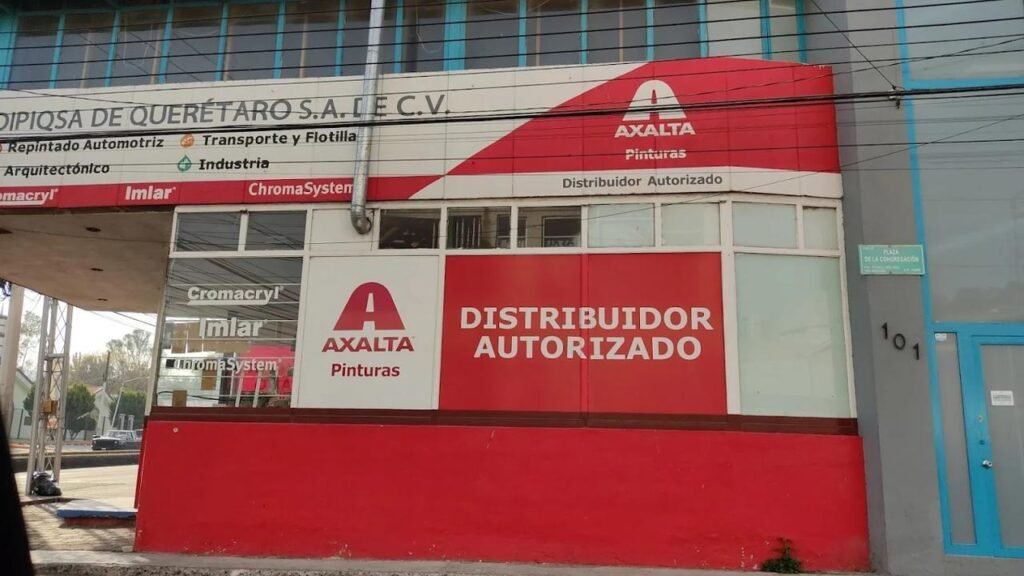 DIPIQSA DE QUERÉTARO S.A. DE C.V.
Repintado Automotriz
Transporte y Flotilla
Arquitectónico
Industria
omacryl
Imlar
ChromaSystem
AXALTA
Pinturas
Distribuidor Autorizado
Cromacryl
Imlar
ChromaSystem
AXALTA
Pinturas
DISTRIBUIDOR
AUTORIZADO
PLAZA
DE LA CONGREGACIÓN
101